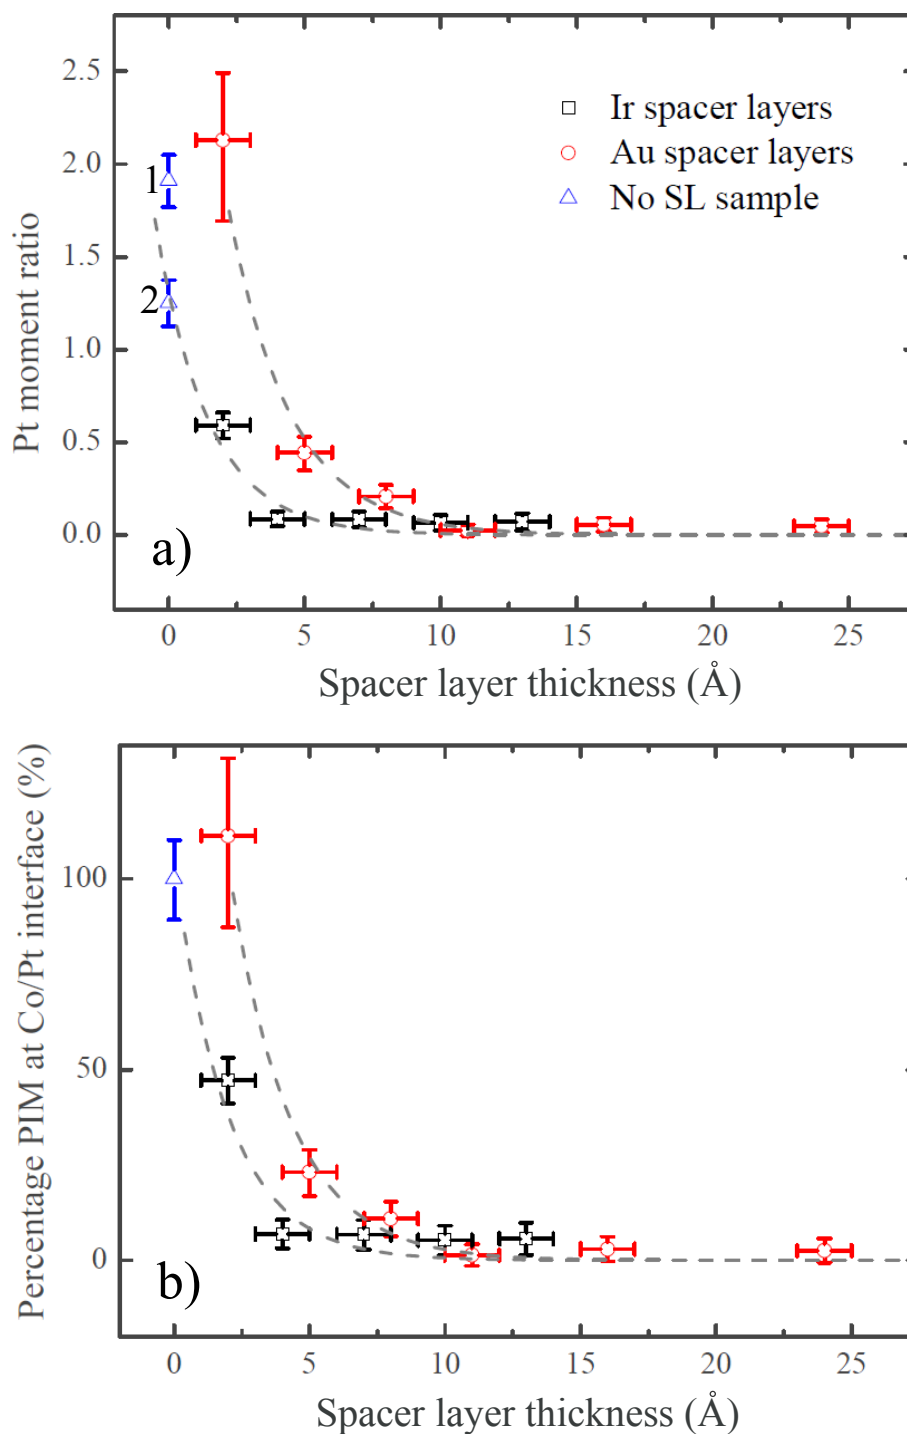 2.5
2.0
1.5
1.0
0.5
0.0
Pt moment ratio
Ir spacer layers
Au spacer layers
No SL sample
1
2
a)
0 5 10 15 20 25
Spacer layer thickness (Å)
Percentage PIM at Co/Pt interface (%)
100
50
0
b)
0 5 10 15 20 25
Spacer layer thickness (Å)